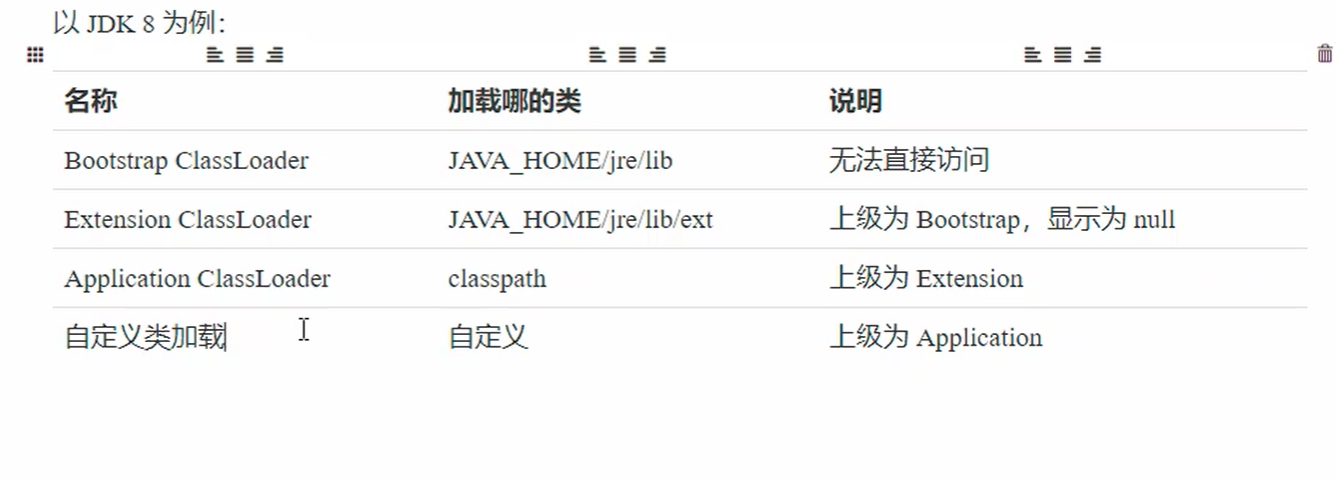 以 JDK 8 为例：
名称 加载哪的类 说明
Bootstrap ClassLoader JAVA_HOME/jre/lib 无法直接访问
Extension ClassLoader JAVA_HOME/jre/lib/ext 上级为 Bootstrap，显示为 null
Application ClassLoader classpath 上级为 Extension
自定义类加载 自定义 上级为 Application